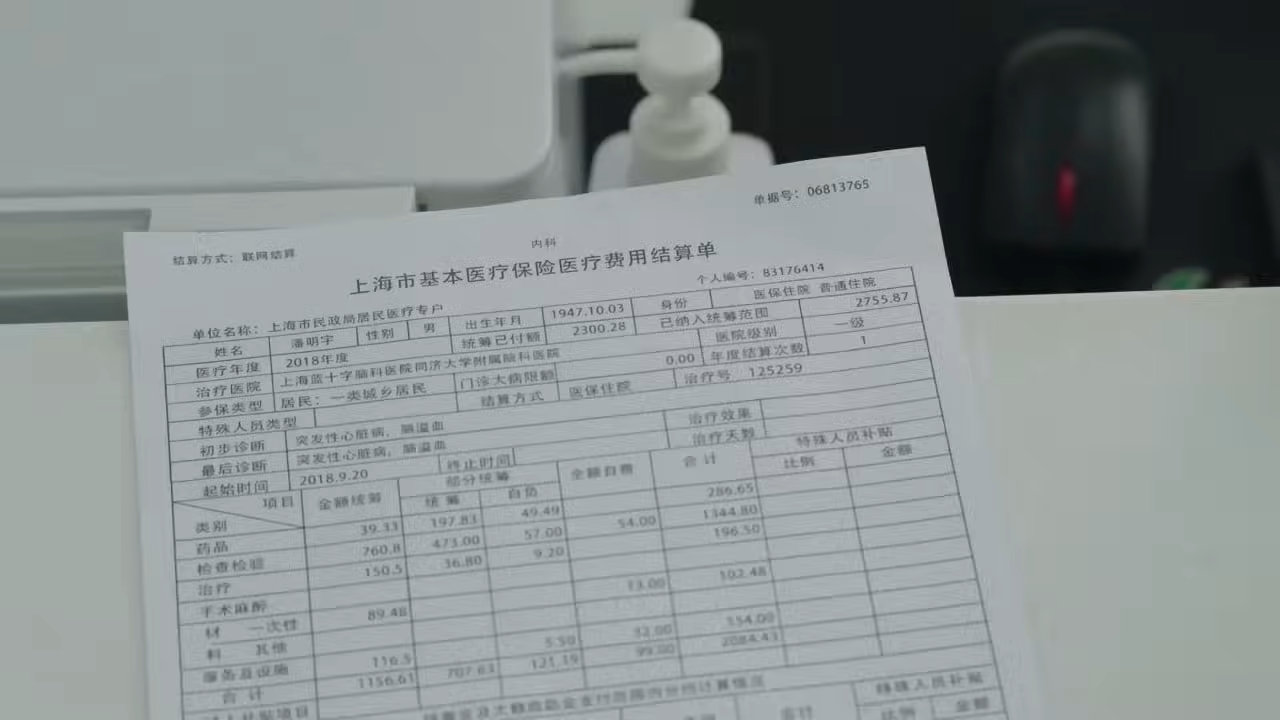 单据号：06813765
结算方式：联网结算
内科
上海市基本医疗保险医疗费用结算单
个人编号：83176414
单位名称：上海市民政局居民医疗专户
姓名 潘明宇 性别 男 出生年月 1947.10.03 身份 医保住院 普通住院
医疗年度 2018年度 统筹已付额 2300.28 已纳入统筹范围 2755.87
治疗医院 上海蓝十字脑科医院同济大学附属脑科医院 医院级别 一级
参保类型 居民：一类城乡居民 门诊大病限额 0.00 年度结算次数 1
特殊人员类型 结算方式 医保住院 治疗号 125259
初步诊断 突发性心脏病，脑溢血 治疗效果
最后诊断 突发性心脏病，脑溢血 治疗天数
起始时间 2018.9.20 终止时间
项目 金额统筹 部分统筹 全额自费 合计 特殊人员补贴
类别 统筹 自负 比例 金额
药品 39.33 197.83 49.49 286.65
检查检验 760.8 473.00 57.00 54.00 1344.80
治疗 150.5 36.80 9.20 196.50
手术麻醉
材 一次性 89.48 13.00 102.48
料 其他
服务及设施 116.5 5.50 32.00 154.00
合计 1156.61 707.63 121.19 99.00 2084.43
特殊人员补贴
合计 比例 金额